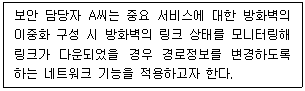 보안 담당자 A씨는 중요 서비스에 대한 방화벽의
이중화 구성 시 방화벽의 링크 상태를 모니터링해
링크가 다운되었을 경우 경로정보를 변경하도록
하는 네트워크 기능을 적용하고자 한다.